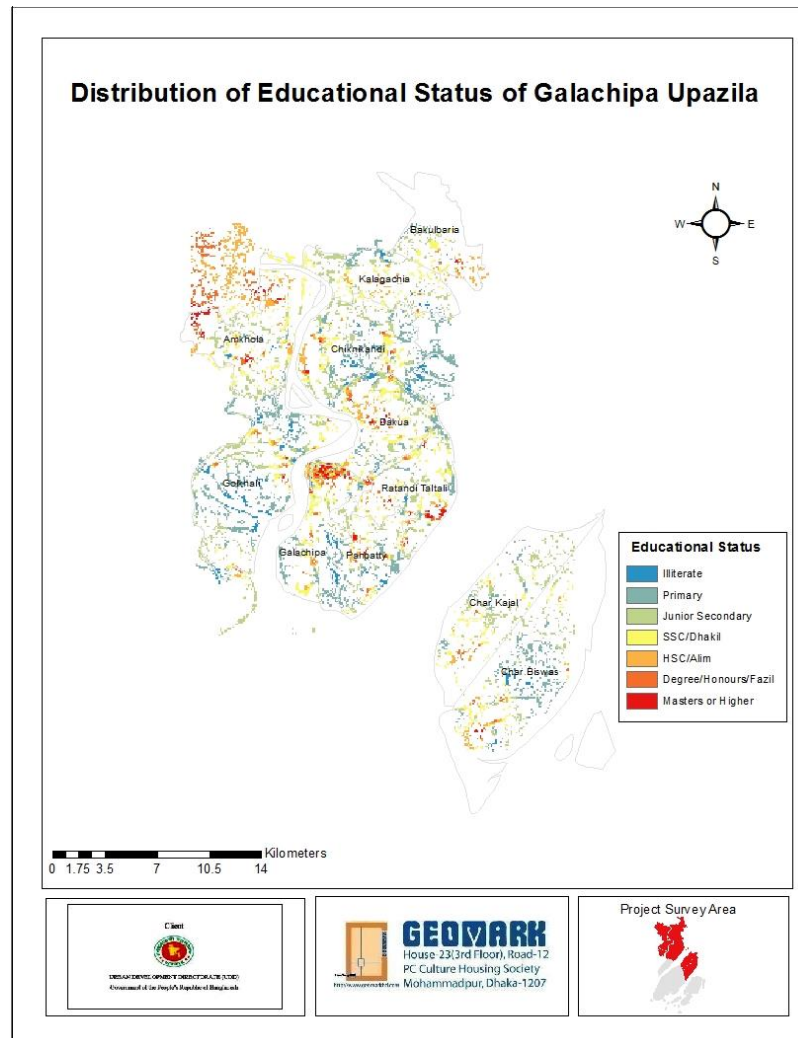 Distribution of Educational Status of Galachipa Upazila
N
W
E
S
Bakulbaria
Kalagachia
Amkhola
Chiknikandi
Bakua
Golkhali
Ratandi Taltali
Galachipa
Panpatty
Char Kajal
Char Biswas
Educational Status
Illiterate
Primary
Junior Secondary
SSC/Dhakil
HSC/Alim
Degree/Honours/Fazil
Masters or Higher
Kilometers
0 1.75 3.5 7 10.5 14
Client
URBAN DEVELOPMENT DIRECTORATE (UDD)
Government of the People's Republic of Bangladesh
GEOMARK
House-23(3rd Floor), Road-12
PC Culture Housing Society
Mohammadpur, Dhaka-1207
Project Survey Area